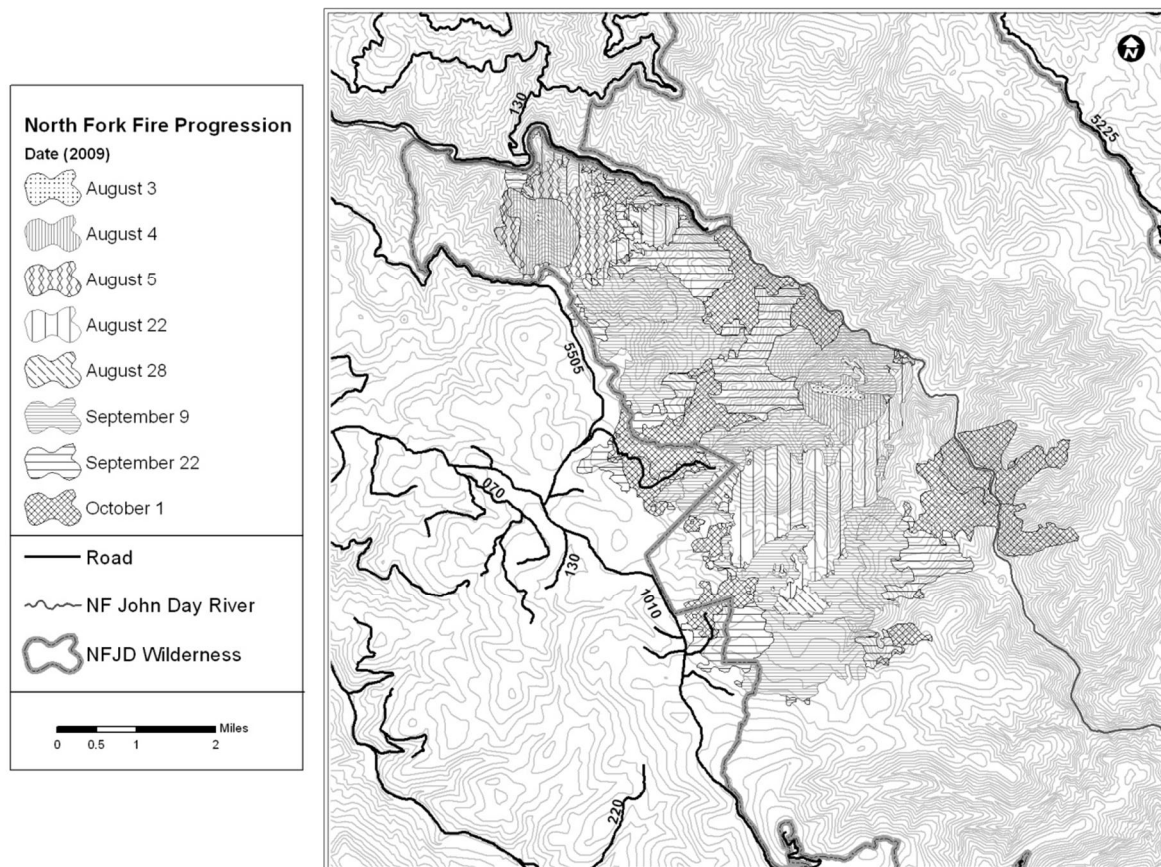 North Fork Fire Progression
Date (2009)
August 3
August 4
August 5
August 22
August 28
September 9
September 22
October 1
Road
NF John Day River
NFJD Wilderness
Miles
0 0.5 1 2
N
130
5225
5505
070
130
1010
220